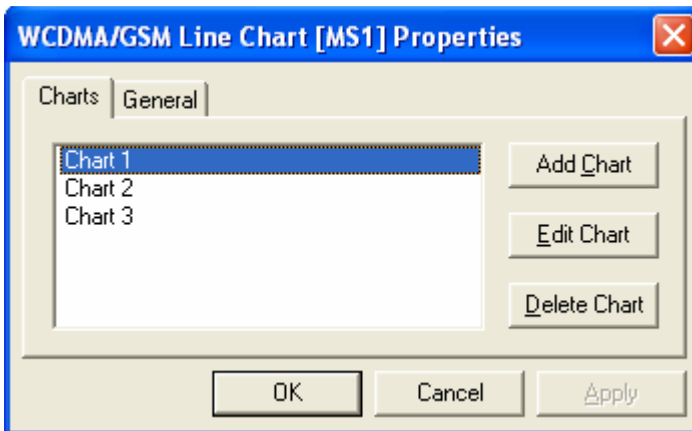 WCDMA/GSM Line Chart [MS1] Properties
Charts
General
Chart 1
Chart 2
Chart 3
Add Chart
Edit Chart
Delete Chart
OK
Cancel
Apply